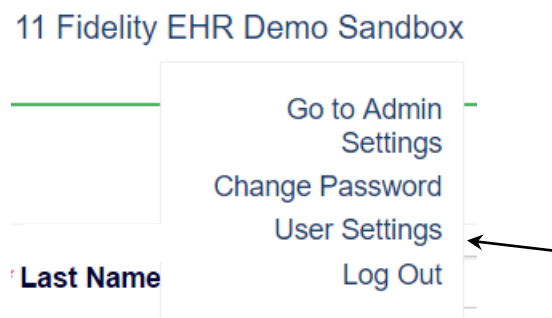 11 Fidelity EHR Demo Sandbox
Go to Admin
Settings
Change Password
User Settings
* Last Name
Log Out